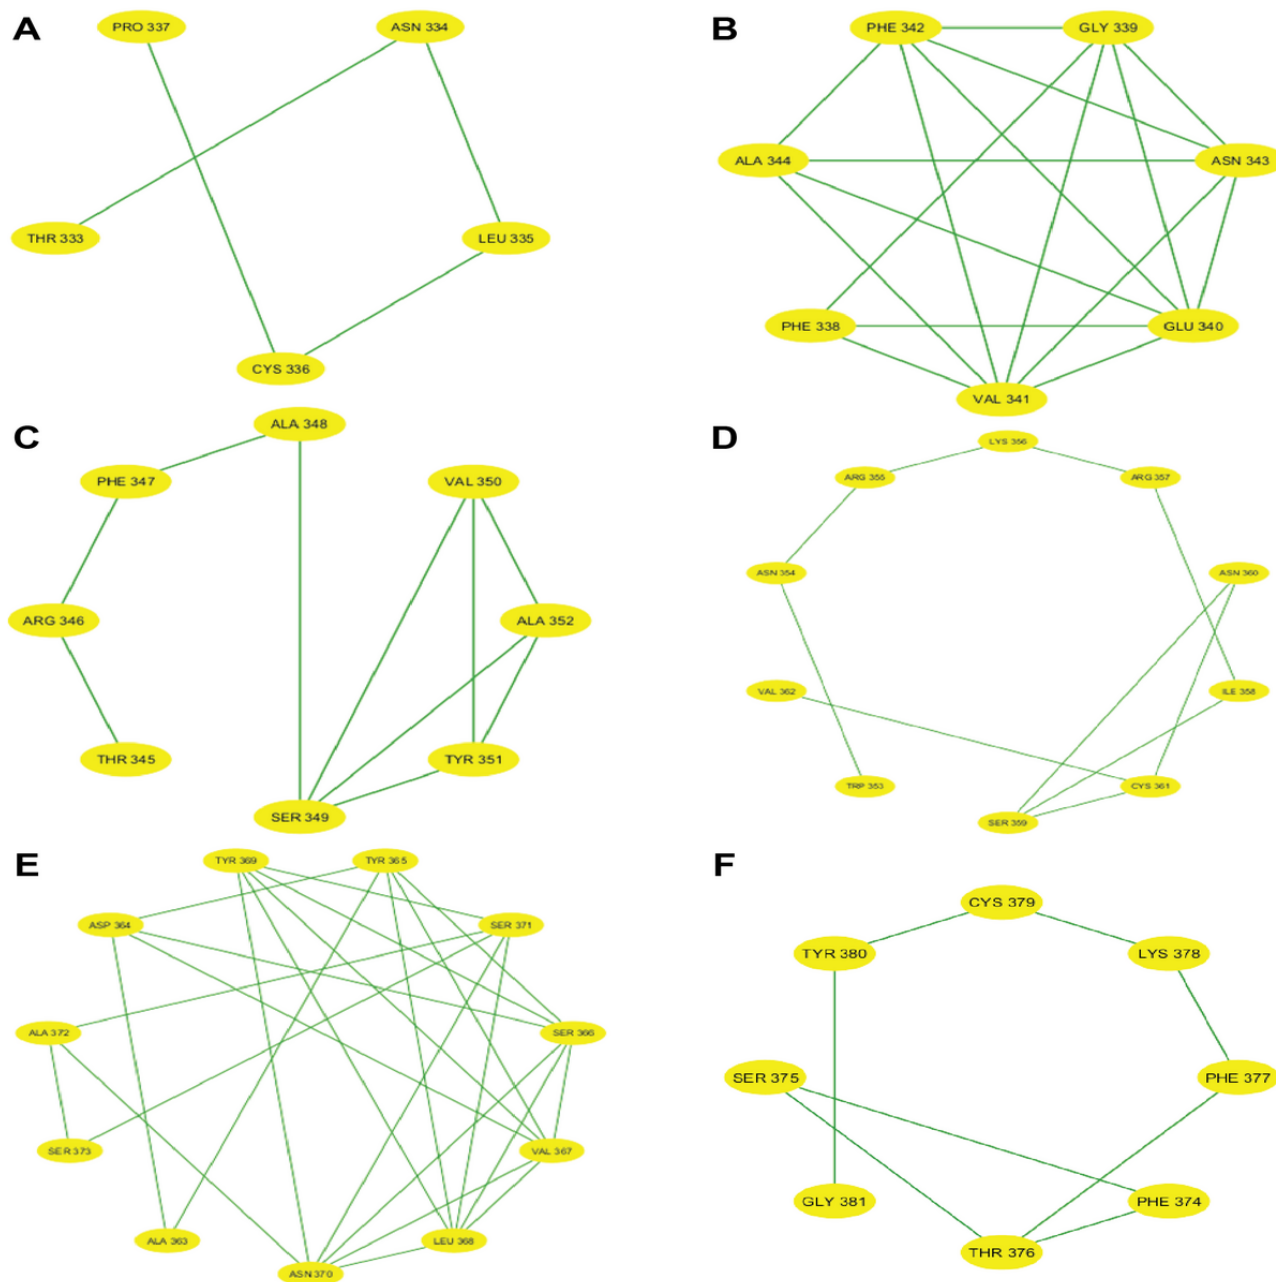 A
PRO 337
ASN 334
THR 333
LEU 335
CYS 336
B
PHE 342
GLY 339
ALA 344
ASN 343
PHE 338
GLU 340
VAL 341
C
ALA 348
PHE 347
VAL 350
ARG 346
ALA 352
THR 345
TYR 351
SER 349
D
LYS 356
ARG 355
ARG 357
ASN 354
ASN 360
VAL 362
ILE 358
TRP 353
CYS 361
SER 359
E
TYR 369
TYR 365
ASP 364
SER 371
ALA 372
SER 366
SER 373
VAL 367
ALA 363
LEU 368
ASN 370
F
CYS 379
TYR 380
LYS 378
SER 375
PHE 377
GLY 381
PHE 374
THR 376